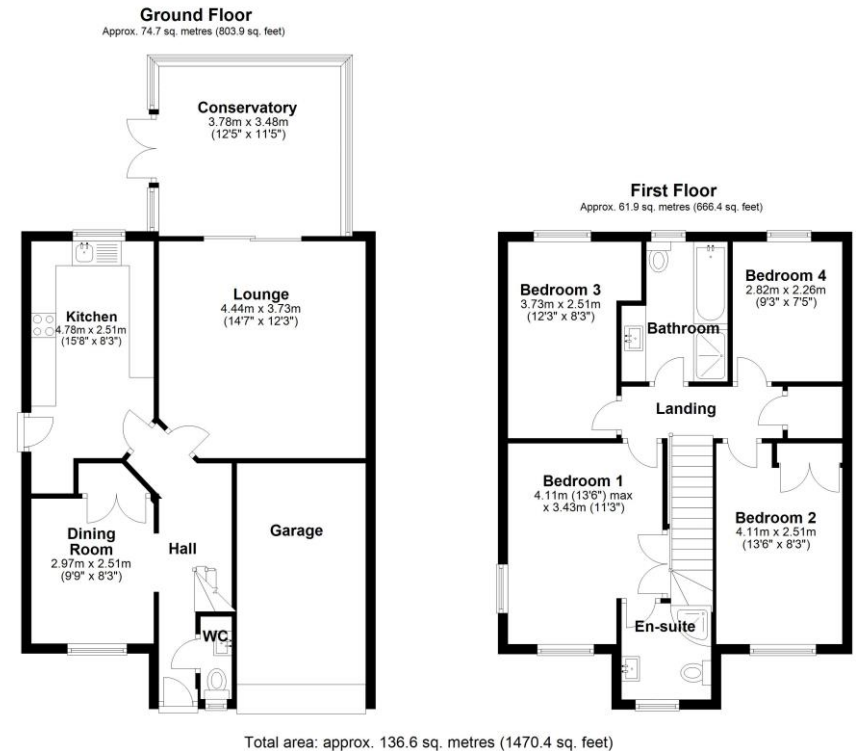 Ground Floor
Approx. 74.7 sq. metres (803.9 sq. feet)
Conservatory
3.78m x 3.48m
(12'5" x 11'5")
Kitchen
4.78m x 2.51m
(15'8" x 8'3")
Lounge
4.44m x 3.73m
(14'7" x 12'3")
Dining
Room
2.97m x 2.51m
(9'9" x 8'3")
Hall
Garage
WC
First Floor
Approx. 61.9 sq. metres (666.4 sq. feet)
Bedroom 3
3.73m x 2.51m
(12'3" x 8'3")
Bathroom
Bedroom 4
2.82m x 2.26m
(9'3" x 7'5")
Landing
Bedroom 1
4.11m (13'6") max
x 3.43m (11'3")
Bedroom 2
4.11m x 2.51m
(13'6" x 8'3")
En-suite
Total area: approx. 136.6 sq. metres (1470.4 sq. feet)